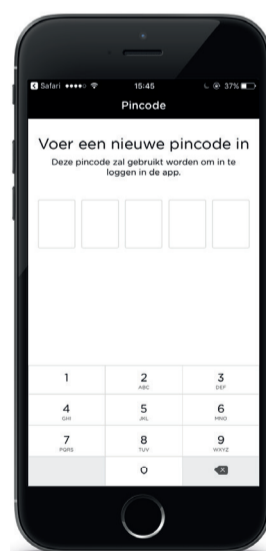 Safari 15:45 37%
Pincode
Voer een nieuwe pincode in
Deze pincode zal gebruikt worden om in te
loggen in de app.
1 2 3
ABC DEF
4 5 6
GHI JKL MNO
7 8 9
PQRS TUV WXYZ
0